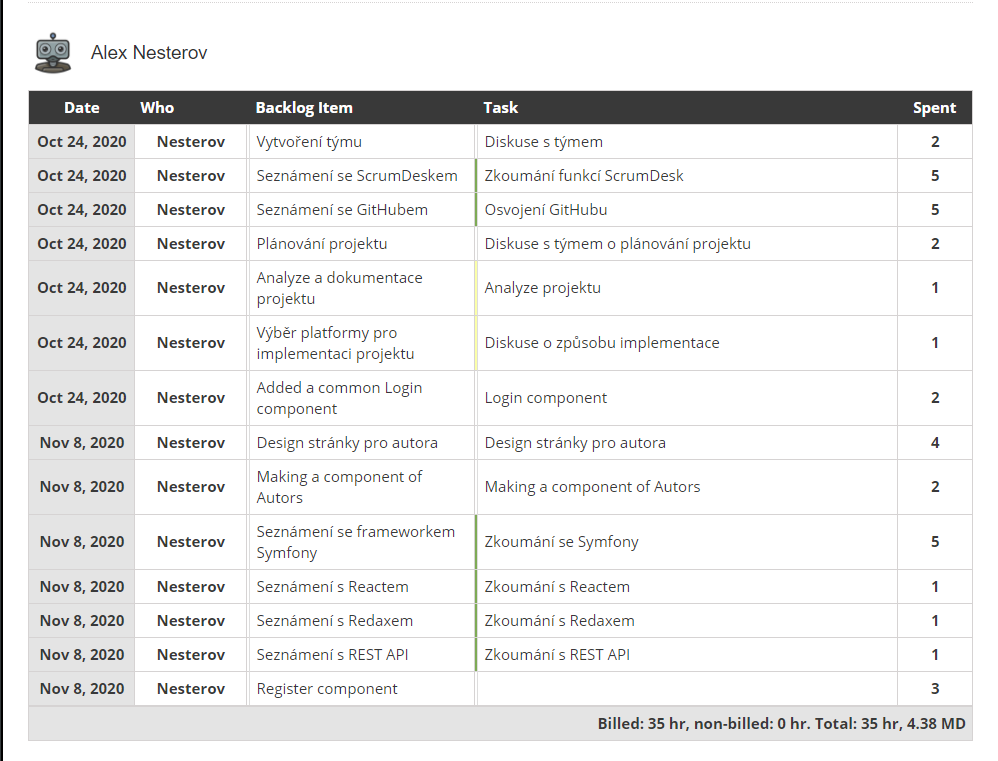 Alex Nesterov
Date Who Backlog Item Task Spent
Oct 24, 2020 Nesterov Vytvoření týmu Diskuse s týmem 2
Oct 24, 2020 Nesterov Seznámení se ScrumDeskem Zkoumání funkcí ScrumDesk 5
Oct 24, 2020 Nesterov Seznámení se GitHubem Osvojení GitHubu 5
Oct 24, 2020 Nesterov Plánování projektu Diskuse s týmem o plánování projektu 2
Oct 24, 2020 Nesterov Analyze a dokumentace
projektu Analyze projektu 1
Oct 24, 2020 Nesterov Výběr platformy pro
implementaci projektu Diskuse o způsobu implementace 1
Oct 24, 2020 Nesterov Added a common Login
component Login component 2
Nov 8, 2020 Nesterov Design stránky pro autora Design stránky pro autora 4
Nov 8, 2020 Nesterov Making a component of
Autors Making a component of Autors 2
Nov 8, 2020 Nesterov Seznámení se frameworkem
Symfony Zkoumání se Symfony 5
Nov 8, 2020 Nesterov Seznámení s Reactem Zkoumání s Reactem 1
Nov 8, 2020 Nesterov Seznámení s Redaxem Zkoumání s Redaxem 1
Nov 8, 2020 Nesterov Seznámení s REST API Zkoumání s REST API 1
Nov 8, 2020 Nesterov Register component 3
Billed: 35 hr, non-billed: 0 hr. Total: 35 hr, 4.38 MD